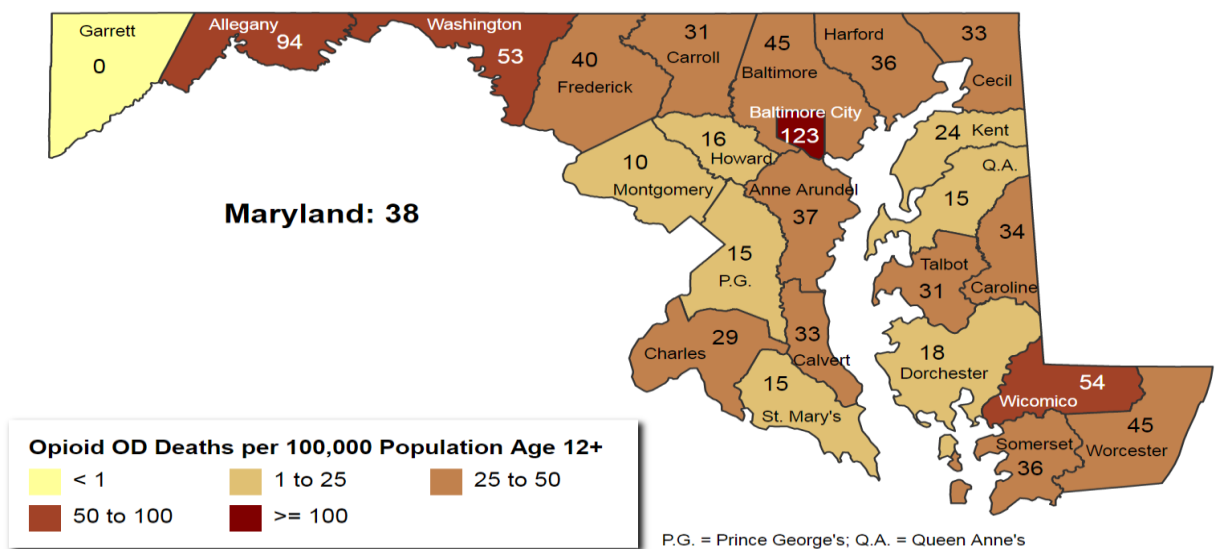 Garrett
0
Allegany
94
Washington
53
40
Frederick
31
Carroll
45
Baltimore
Harford
36
33
Cecil
Baltimore City
123
24 Kent
Q.A.
15
16
Howard
10
Montgomery
Anne Arundel
37
Maryland: 38
15
P.G.
34
Caroline
Talbot
31
29
Charles
33
Calvert
18
Dorchester
15
St. Mary's
54
Wicomico
45
Worcester
Somerset
36
Opioid OD Deaths per 100,000 Population Age 12+
< 1
1 to 25
25 to 50
50 to 100
>= 100
P.G. = Prince George's; Q.A. = Queen Anne's